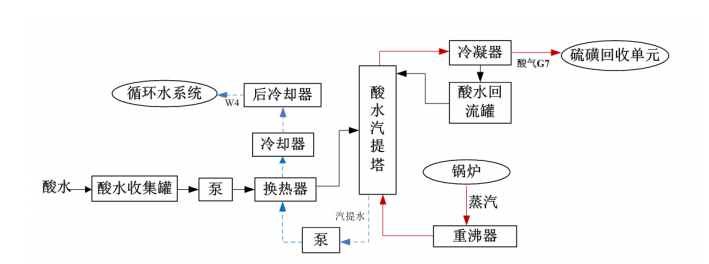 冷凝器
酸气G7
硫磺回收单元
循环水系统
W4
后冷却器
酸
水
汽
提
塔
酸水回
流罐
冷却器
锅炉
酸水
酸水收集罐
泵
换热器
蒸汽
汽提水
泵
重沸器